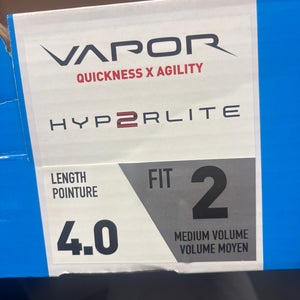 VAPOR
QUICKNESS X AGILITY
HYP2RLITE
LENGTH
POINTURE
4.0
FIT 2
MEDIUM VOLUME
VOLUME MOYEN